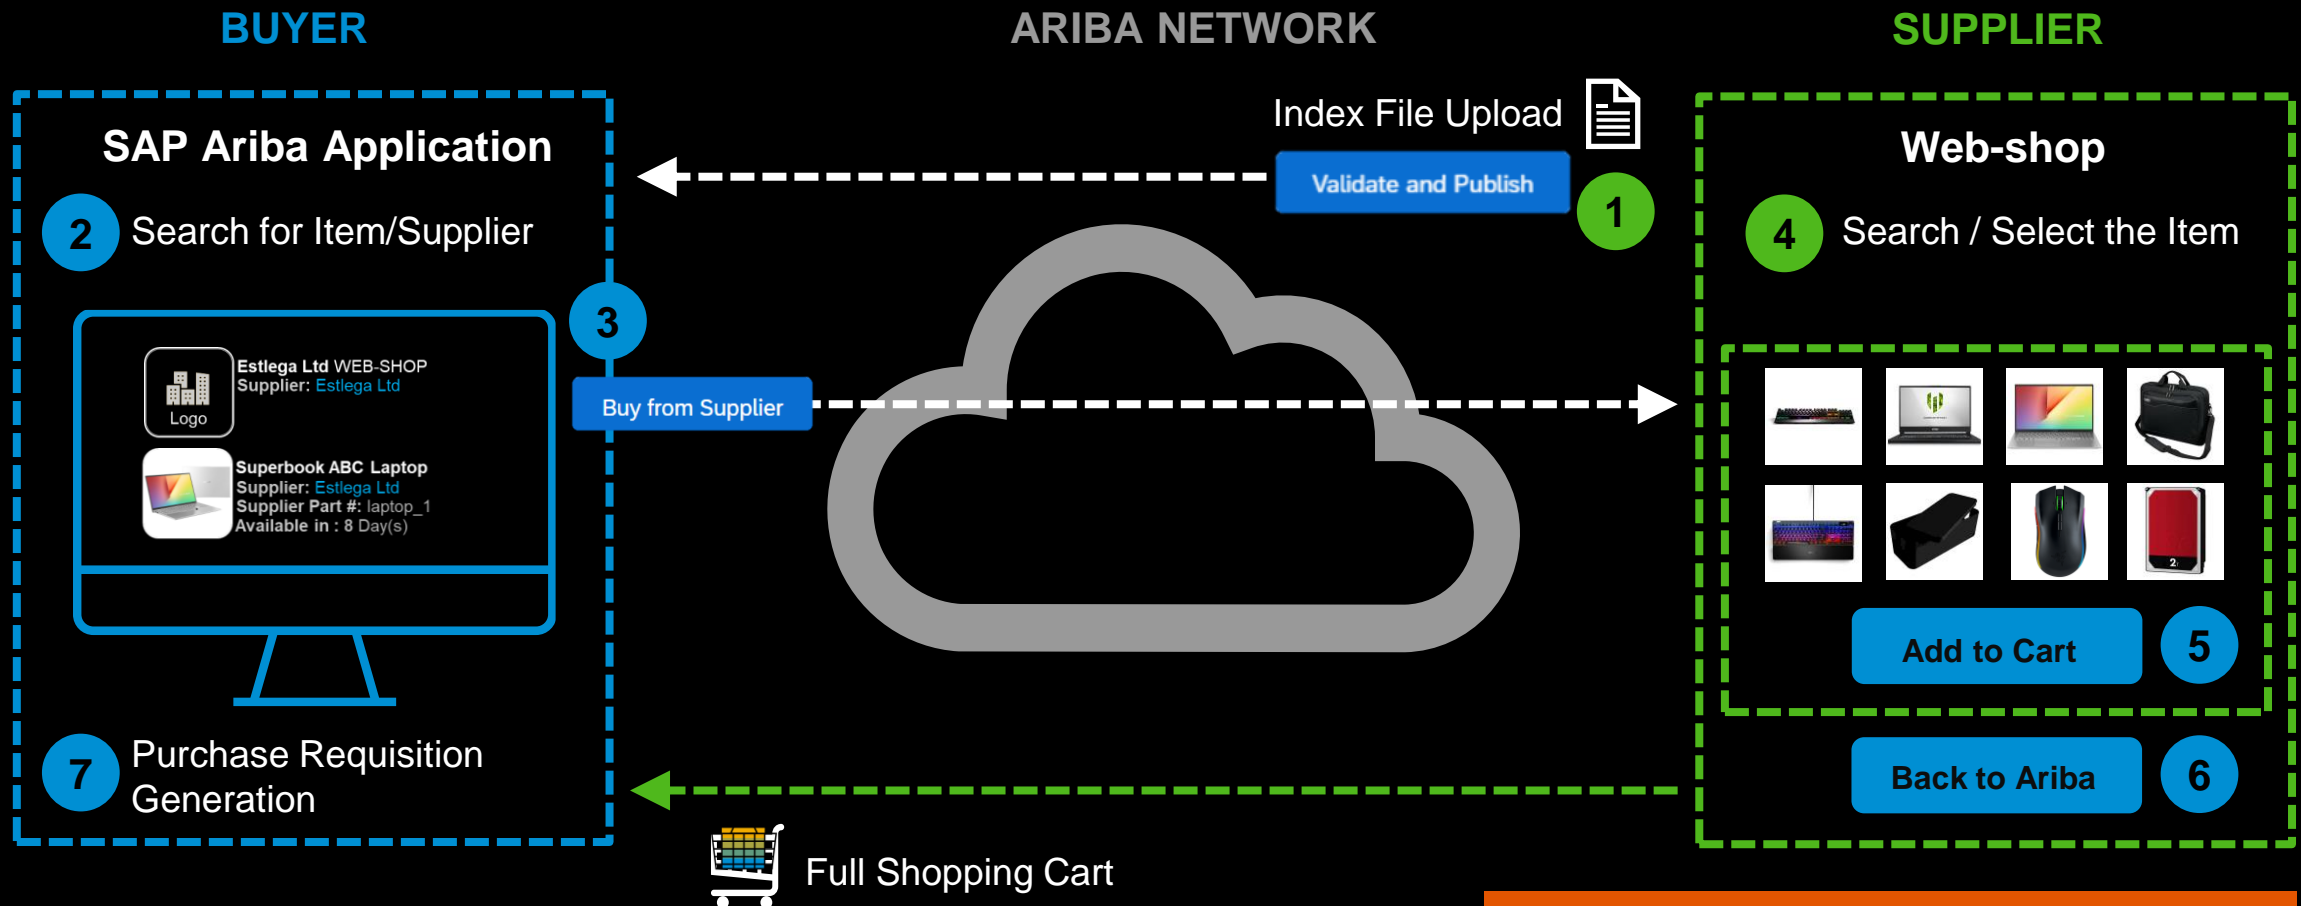 BUYER
ARIBA NETWORK
SUPPLIER
Index File Upload
Validate and Publish
1
SAP Ariba Application
2
Search for Item/Supplier
Estlega Ltd WEB-SHOP
Supplier: Estlega Ltd
Logo
Superbook ABC Laptop
Supplier: Estlega Ltd
Supplier Part #: laptop_1
Available in : 8 Day(s)
3
Buy from Supplier
Web-shop
4
Search / Select the Item
Add to Cart
5
Back to Ariba
6
7
Purchase Requisition
Generation
Full Shopping Cart